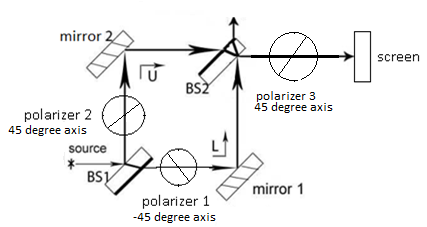 mirror 2
U
BS2
screen
polarizer 3
45 degree axis
polarizer 2
45 degree axis
source
BS1
L
mirror 1
polarizer 1
-45 degree axis